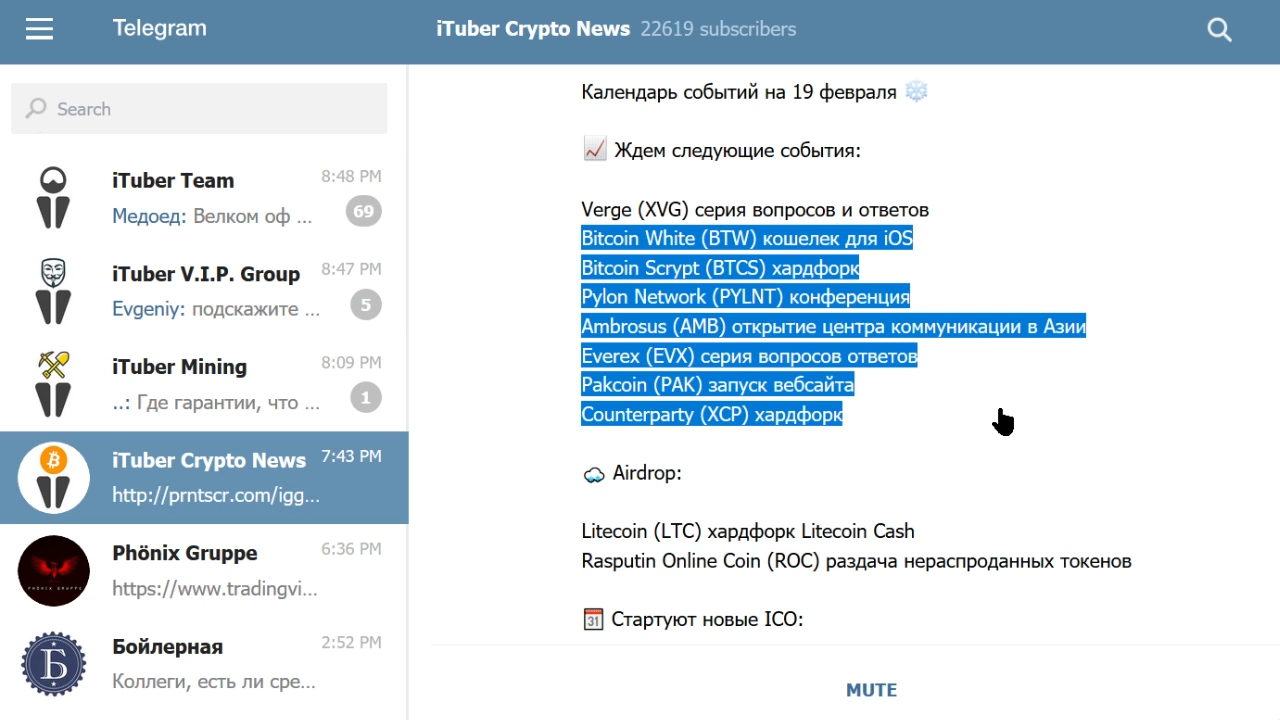 Telegram
iTuber Crypto News 22619 subscribers
Search
iTuber Team 8:48 PM
Медоед: Велком оф ... 69
iTuber V.I.P. Group 8:47 PM
Evgeniy: подскажите ... 5
iTuber Mining 8:09 PM
..: Где гарантии, что ... 1
iTuber Crypto News 7:43 PM
http://prntscr.com/igg...
Phönix Gruppe 6:36 PM
https://www.tradingvi...
PHÖNIX GRUPPE
Бойлерная 2:52 PM
Коллеги, есть ли сре...
Б
Календарь событий на 19 февраля
Ждем следующие события:
Verge (XVG) серия вопросов и ответов
Bitcoin White (BTW) кошелек для iOS
Bitcoin Scrypt (BTCS) хардфорк
Pylon Network (PYLNT) конференция
Ambrosus (AMB) открытие центра коммуникации в Азии
Everex (EVX) серия вопросов ответов
Pakcoin (PAK) запуск вебсайта
Counterparty (XCP) хардфорк
Airdrop:
Litecoin (LTC) хардфорк Litecoin Cash
Rasputin Online Coin (ROC) раздача нераспроданных токенов
31 Стартуют новые ICO:
MUTE